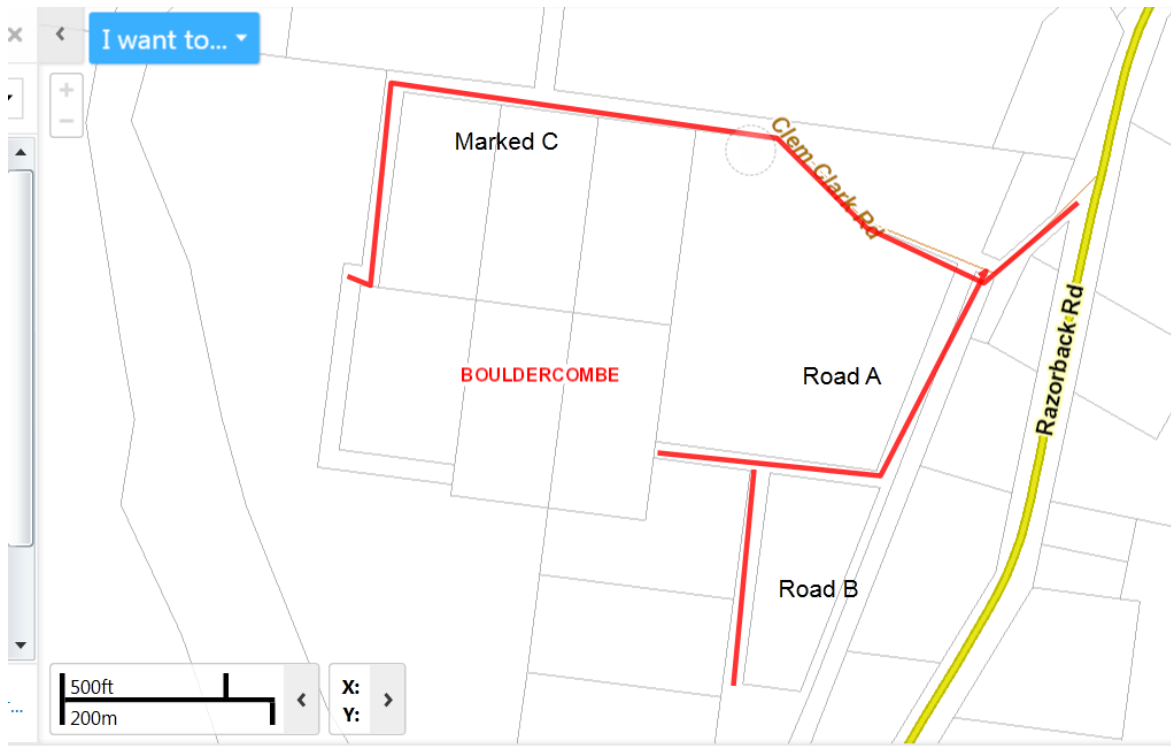 I want to...
Marked C
Clem Clark Rd
BOULDERCOMBE
Road A
Razorback Rd
Road B
500ft
200m
X:
Y: